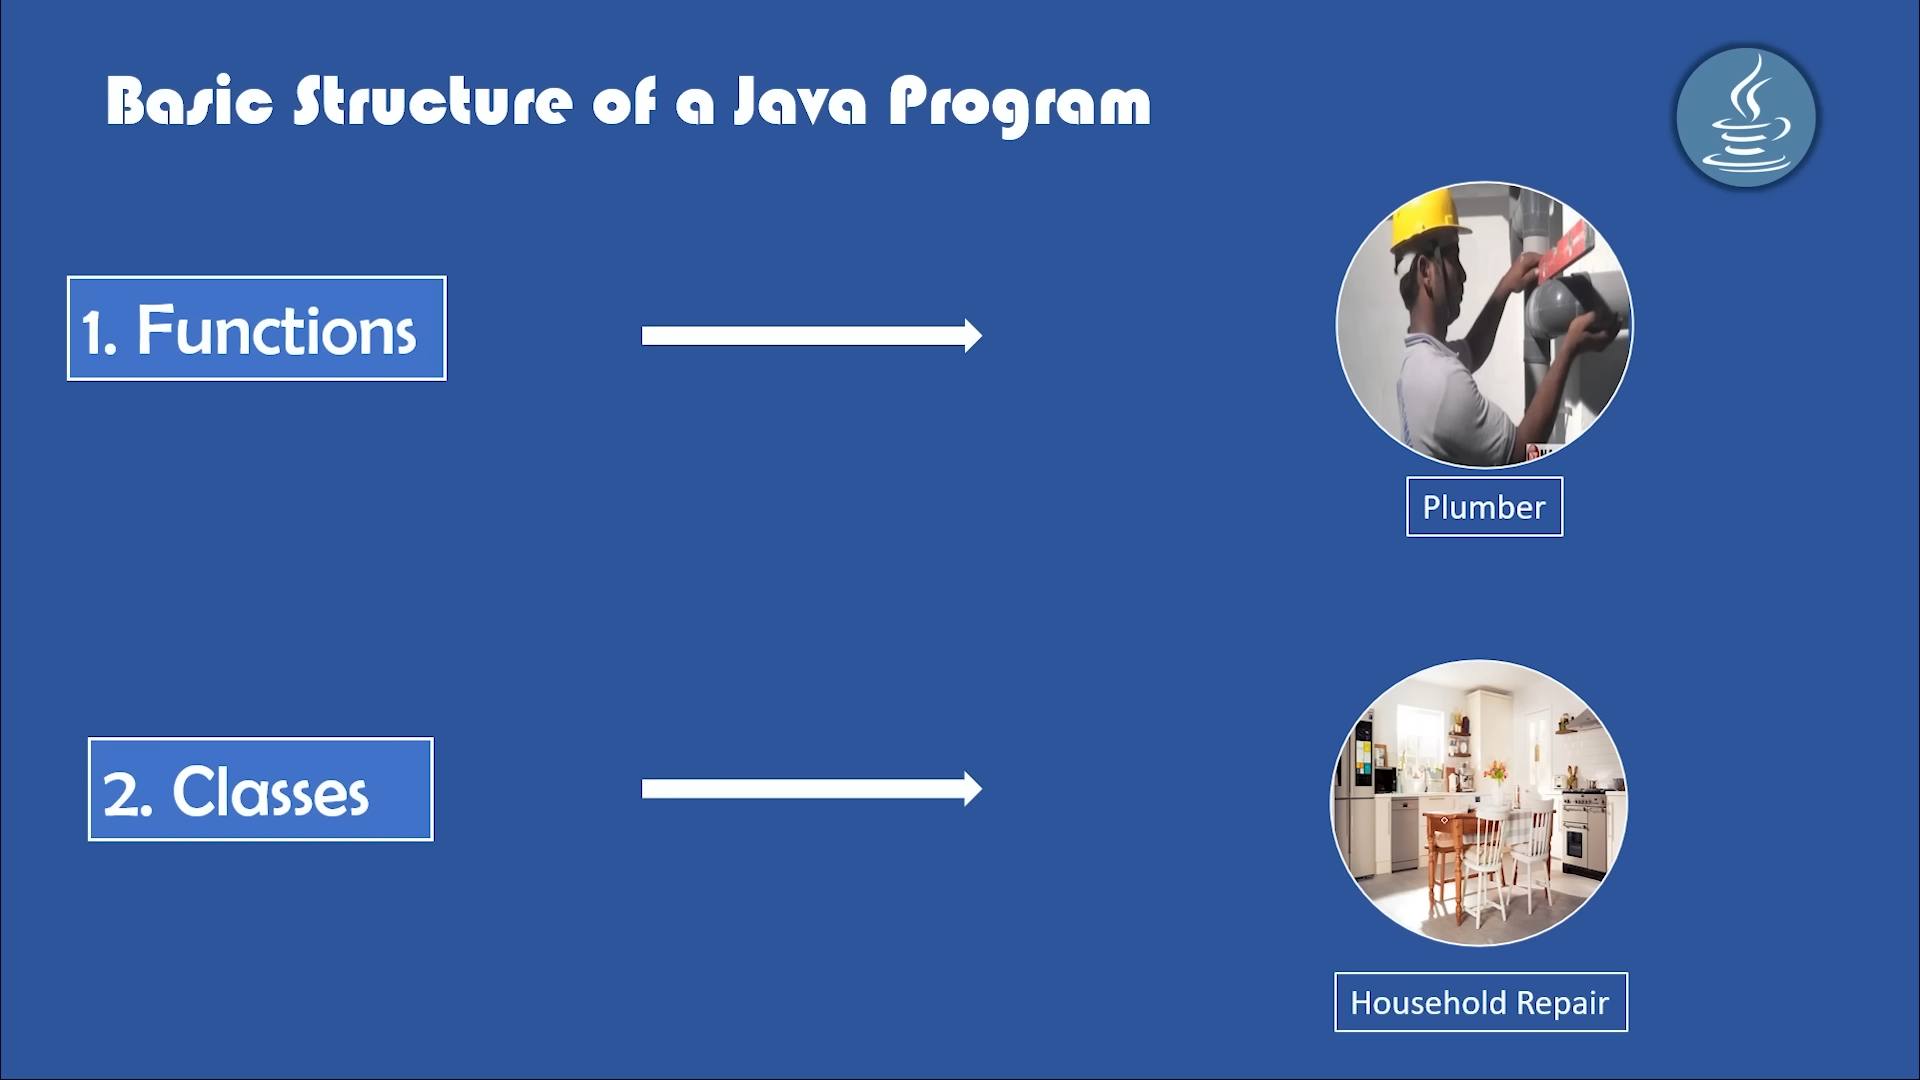 Basic Structure of a Java Program
1. Functions
Plumber
2. Classes
Household Repair